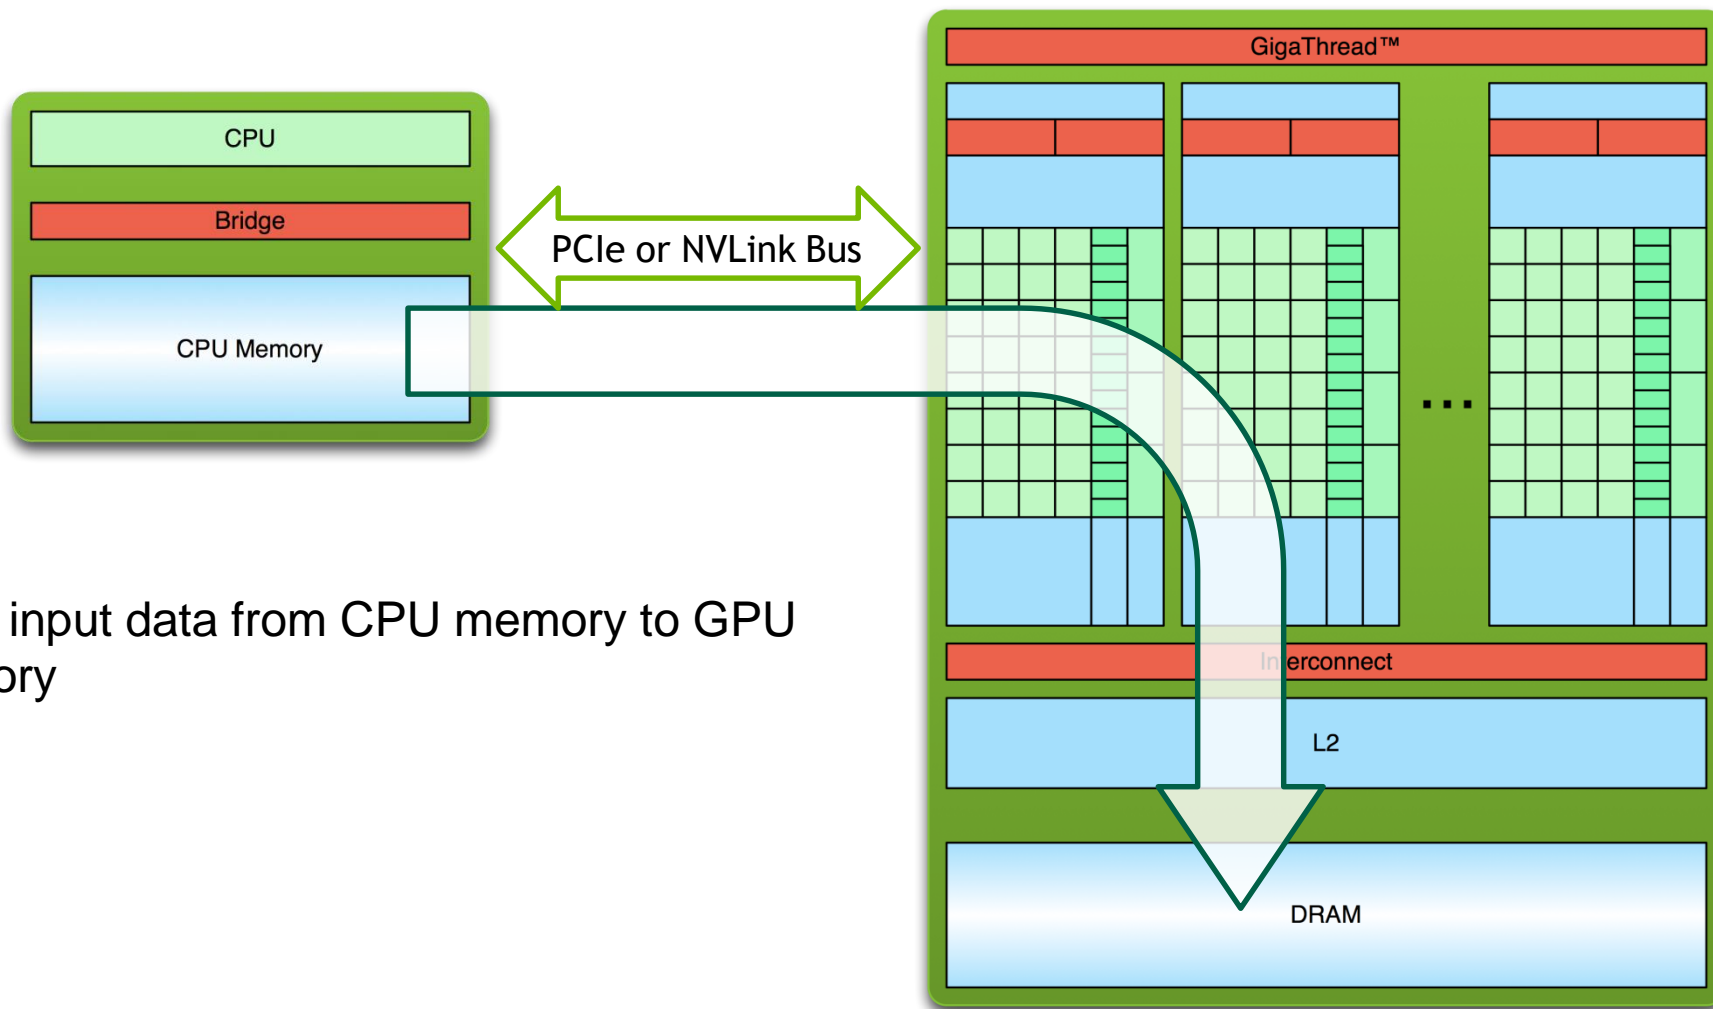 GigaThread™
CPU
Bridge
PCIe or NVLink Bus
CPU Memory
...
input data from CPU memory to GPU
ory
Interconnect
L2
DRAM